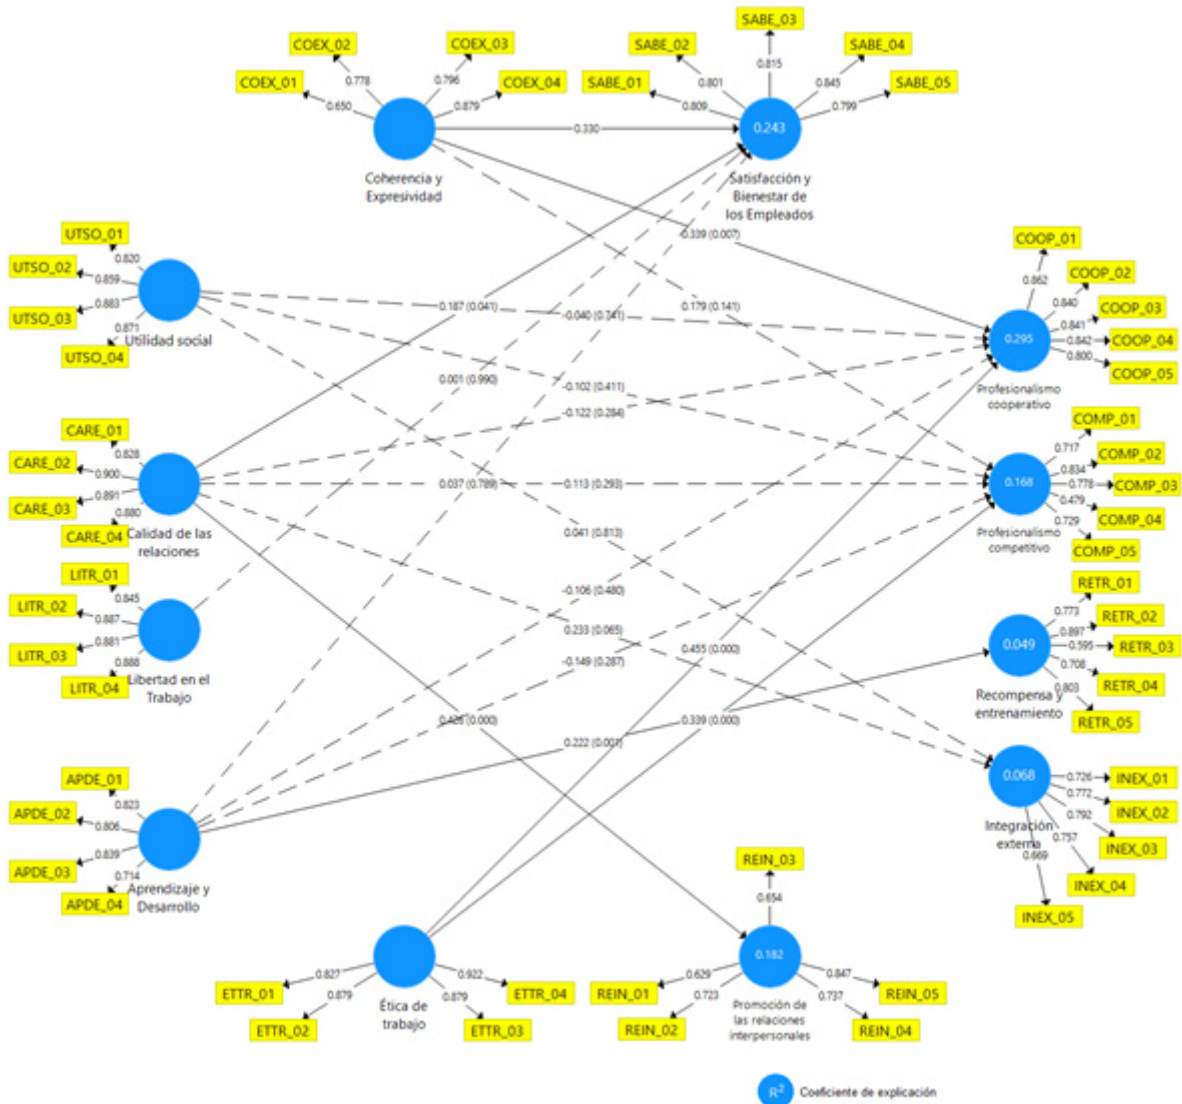 SABE_03
COEX_02
COEX_03
SABE_02
SABE_04
COEX_01
COEX_04
SABE_01
SABE_05
0.778
0.796
0.815
0.801
0.845
0.650
0.879
0.809
0.799
0.330
0.243
Coherencia y
Expresividad
Satisfacción y
Bienestar de
los Empleados
UTSO_01
UTSO_02
UTSO_03
UTSO_04
0.820
0.859
0.883
0.871
Utilidad social
0.339 (0.007)
0.187 (0.041)
-0.040 (0.741)
0.179 (0.141)
0.001 (0.990)
-0.102 (0.411)
-0.122 (0.284)
COOP_01
COOP_02
COOP_03
COOP_04
COOP_05
0.862
0.840
0.841
0.842
0.800
0.295
Profesionalismo
cooperativo
CARE_01
CARE_02
CARE_03
CARE_04
0.828
0.900
0.891
0.880
Calidad de las
relaciones
0.037 (0.789)
0.113 (0.293)
0.041 (0.813)
COMP_01
COMP_02
COMP_03
COMP_04
COMP_05
0.717
0.834
0.778
0.479
0.729
0.168
Profesionalismo
competitivo
LITR_01
LITR_02
LITR_03
LITR_04
0.845
0.887
0.881
0.888
Libertad en el
Trabajo
-0.106 (0.480)
0.233 (0.065)
0.455 (0.000)
-0.149 (0.287)
0.426 (0.000)
0.339 (0.000)
0.222 (0.001)
RETR_01
RETR_02
RETR_03
RETR_04
RETR_05
0.773
0.897
0.595
0.708
0.803
0.049
Recompensa y
entrenamiento
APDE_01
APDE_02
APDE_03
APDE_04
0.823
0.806
0.839
0.714
Aprendizaje y
Desarrollo
0.068
Integración
externa
0.726
0.772
0.792
0.757
0.669
INEX_01
INEX_02
INEX_03
INEX_04
INEX_05
ETTR_01
ETTR_02
ETTR_03
ETTR_04
0.827
0.879
0.879
0.922
Ética de
trabajo
REIN_03
0.654
0.182
0.629
0.723
0.847
0.737
REIN_01
REIN_02
REIN_05
REIN_04
Promoción de
las relaciones
interpersonales
R²
Coeficiente de explicación